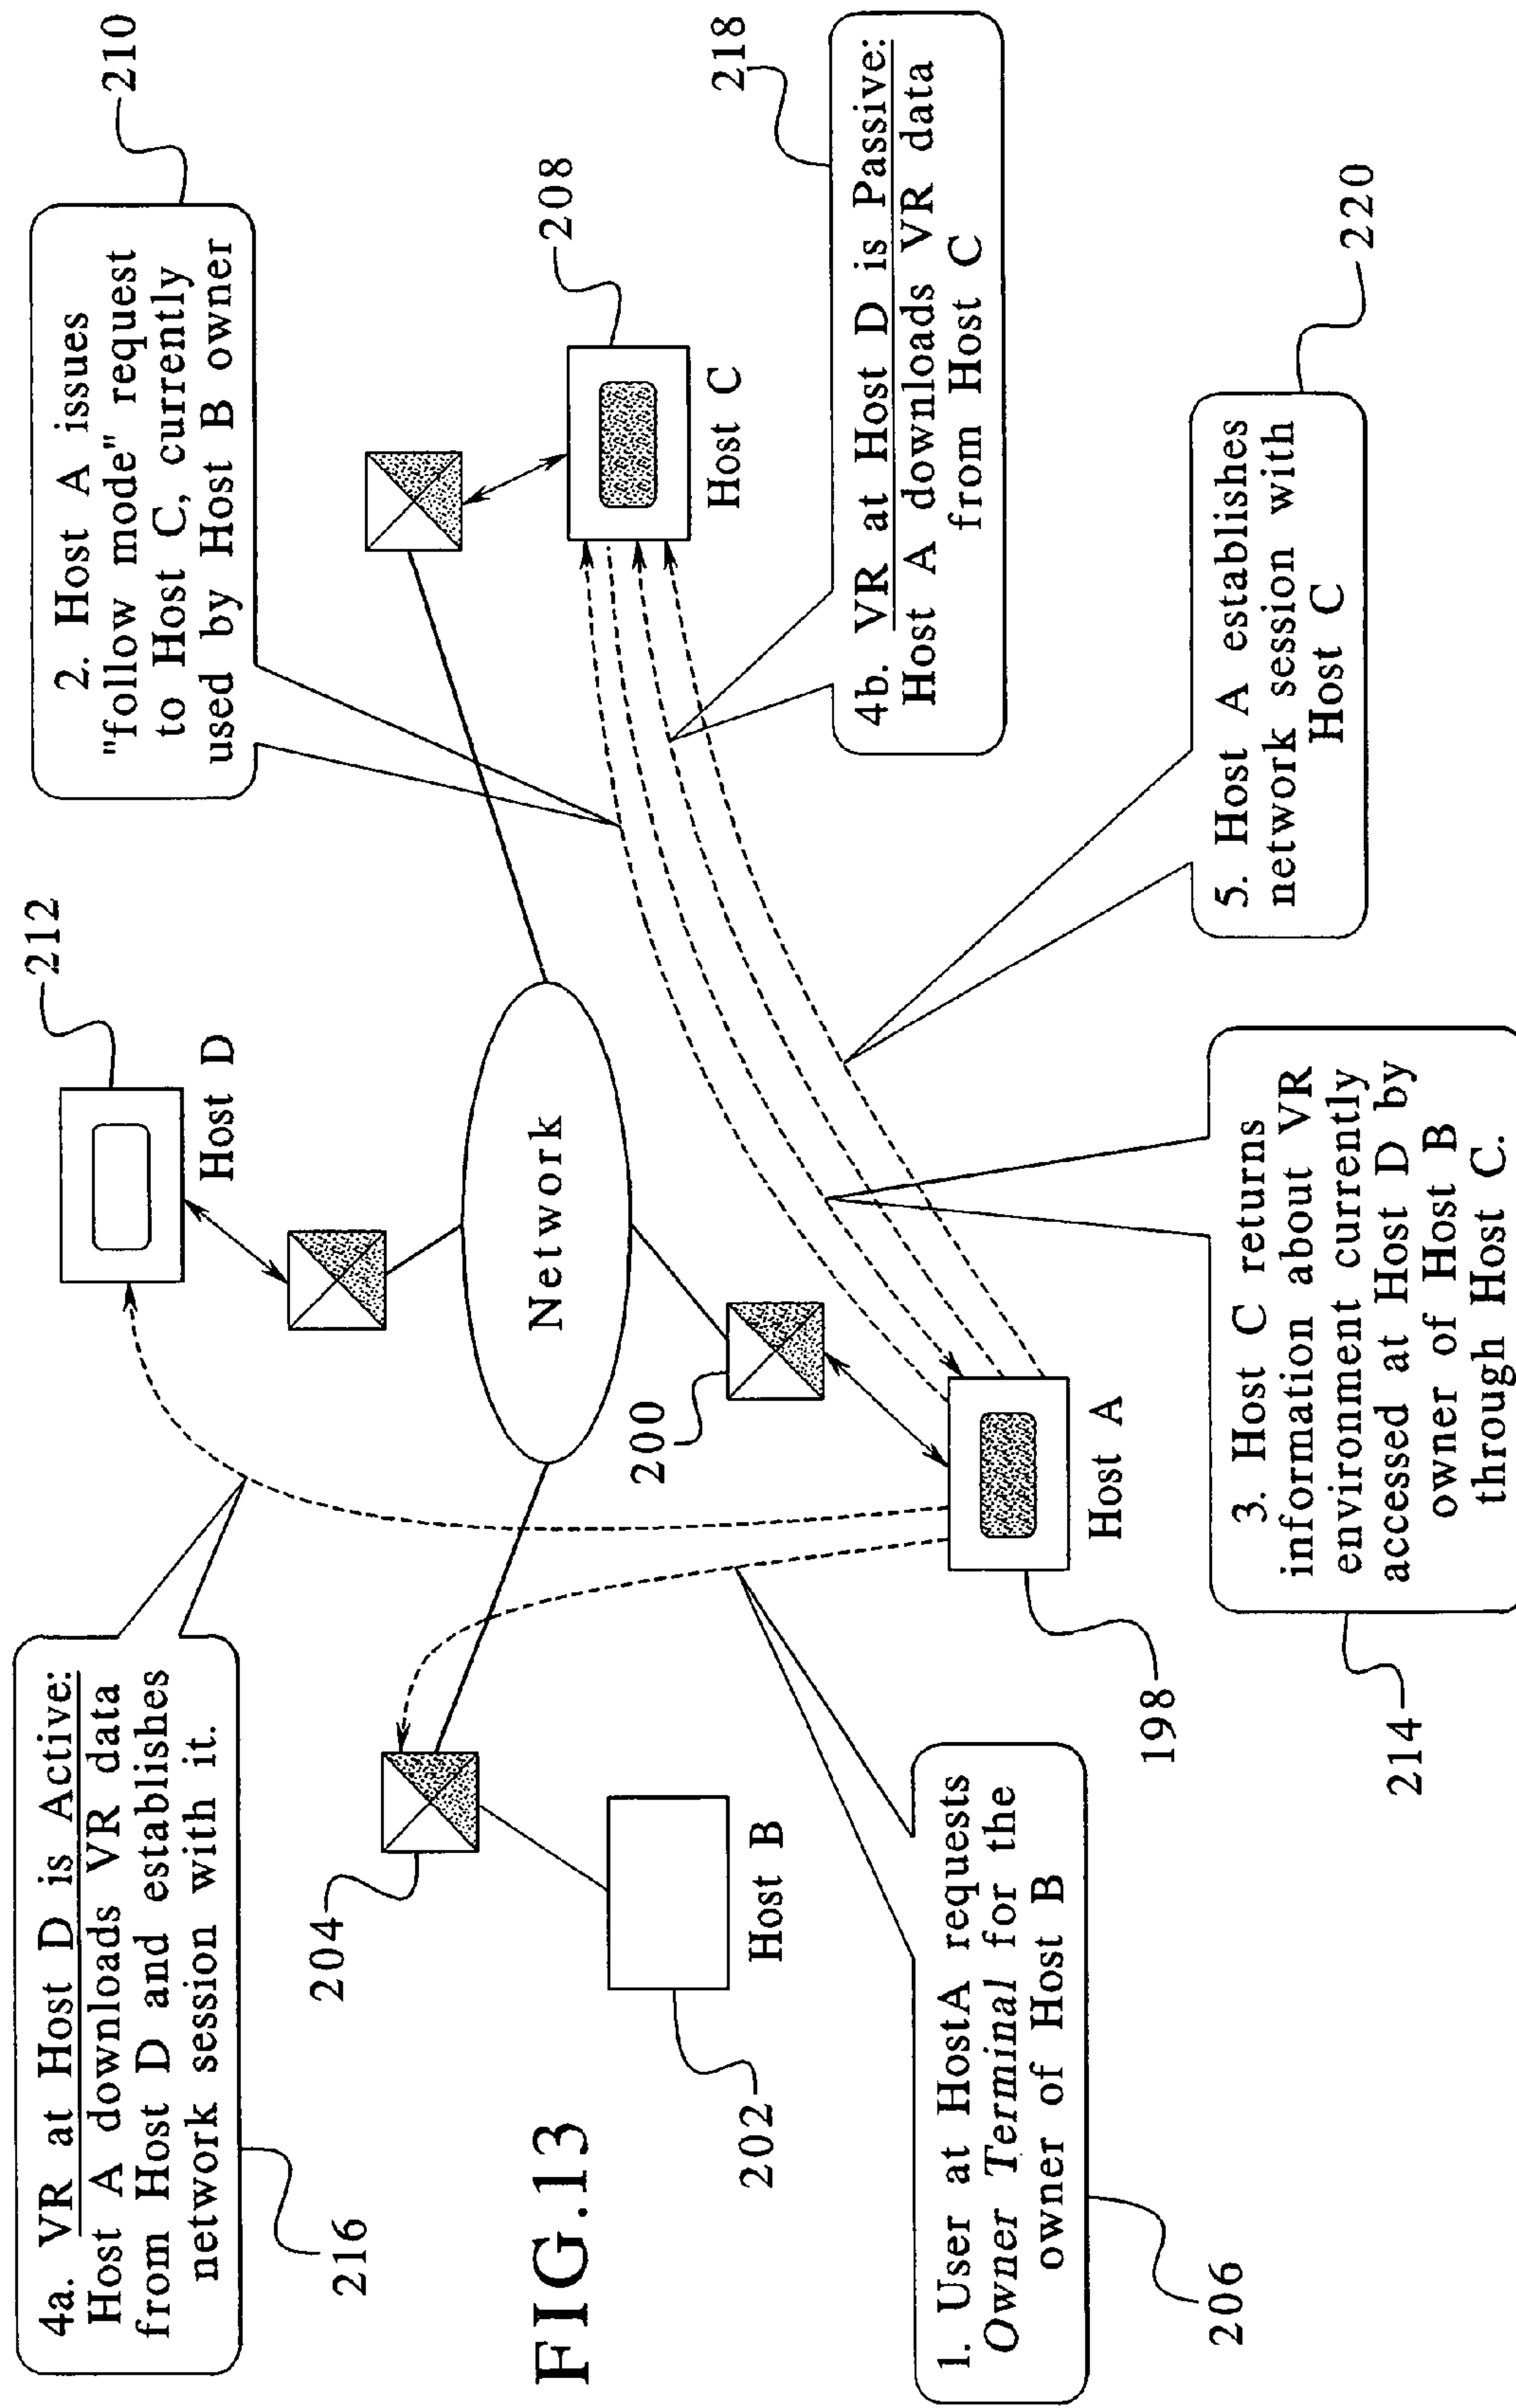 4a. VR at Host D is Active:
Host A downloads VR data
from Host D and establishes
network session with it.
216
212
Host D
2. Host A issues
"follow mode" request
to Host C, currently
used by Host B owner
210
204
Network
208
Host C
FIG.13
202
Host B
200
Host A
198
218
4b. VR at Host D is Passive:
Host A downloads VR data
from Host C
1. User at HostA requests
Owner Terminal for the
owner of Host B
206
3. Host C returns
information about VR
environment currently
accessed at Host D by
owner of Host B
through Host C.
214
5. Host A establishes
network session with
Host C
220